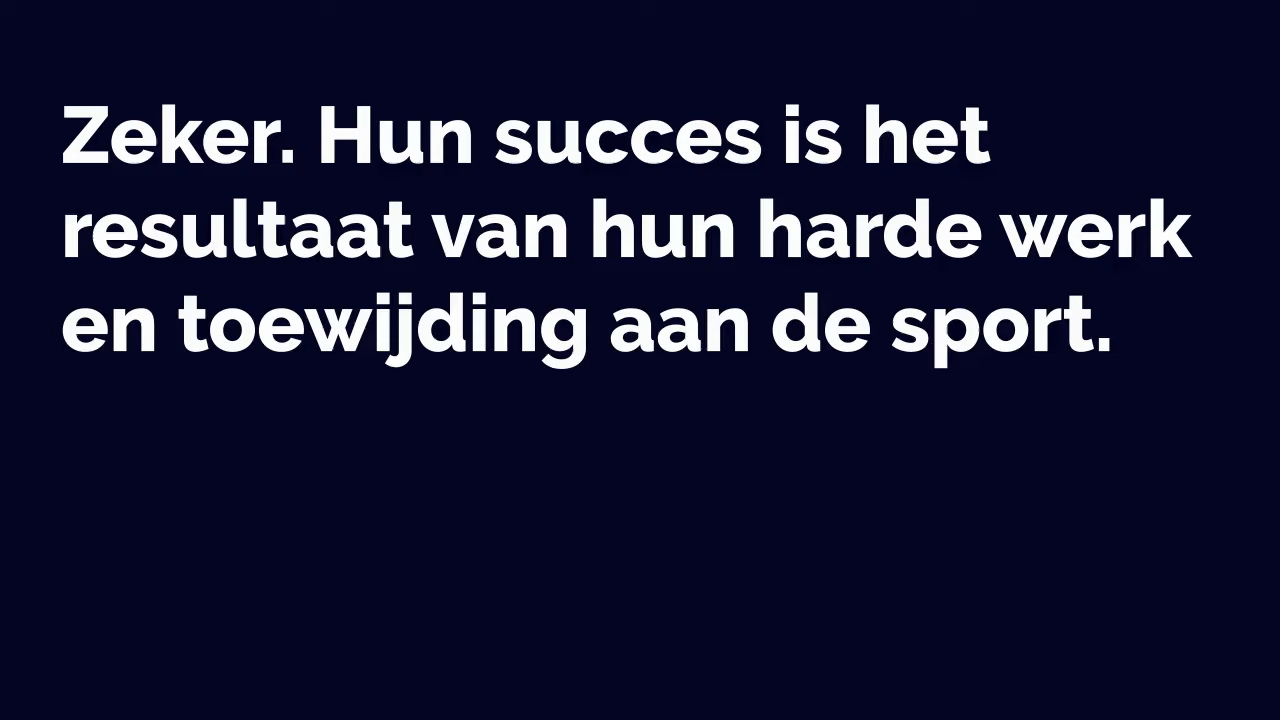 Zeker. Hun succes is het
resultaat van hun harde werk
en toewijding aan de sport.